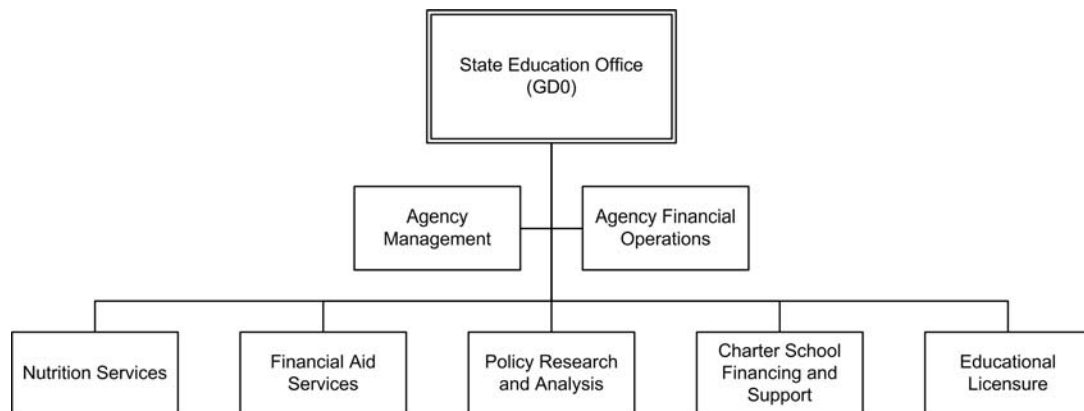 State Education Office
(GD0)
Agency
Management
Agency Financial
Operations
Nutrition Services
Financial Aid
Services
Policy Research
and Analysis
Charter School
Financing and
Support
Educational
Licensure